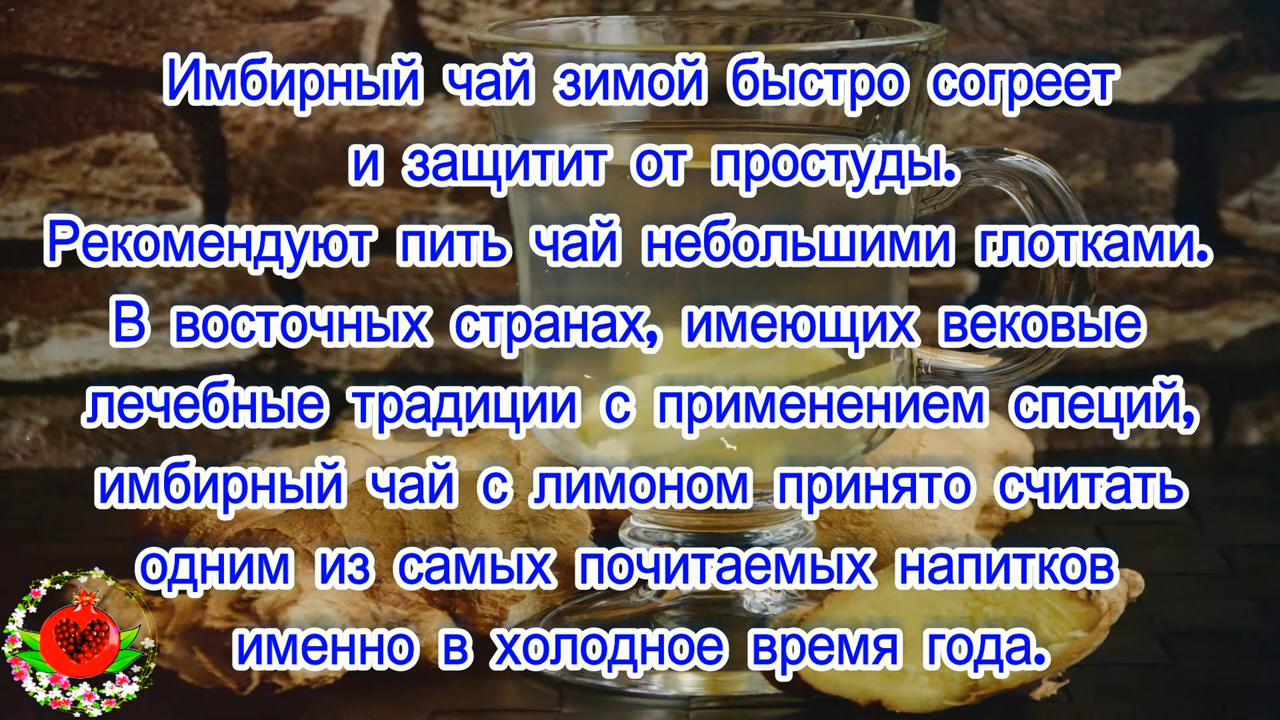 Имбирный чай зимой быстро согреет
и защитит от простуды.
Рекомендуют пить чай небольшими глотками.
В восточных странах, имеющих вековые
лечебные традиции с применением специй,
имбирный чай с лимоном принято считать
одним из самых почитаемых напитков
именно в холодное время года.